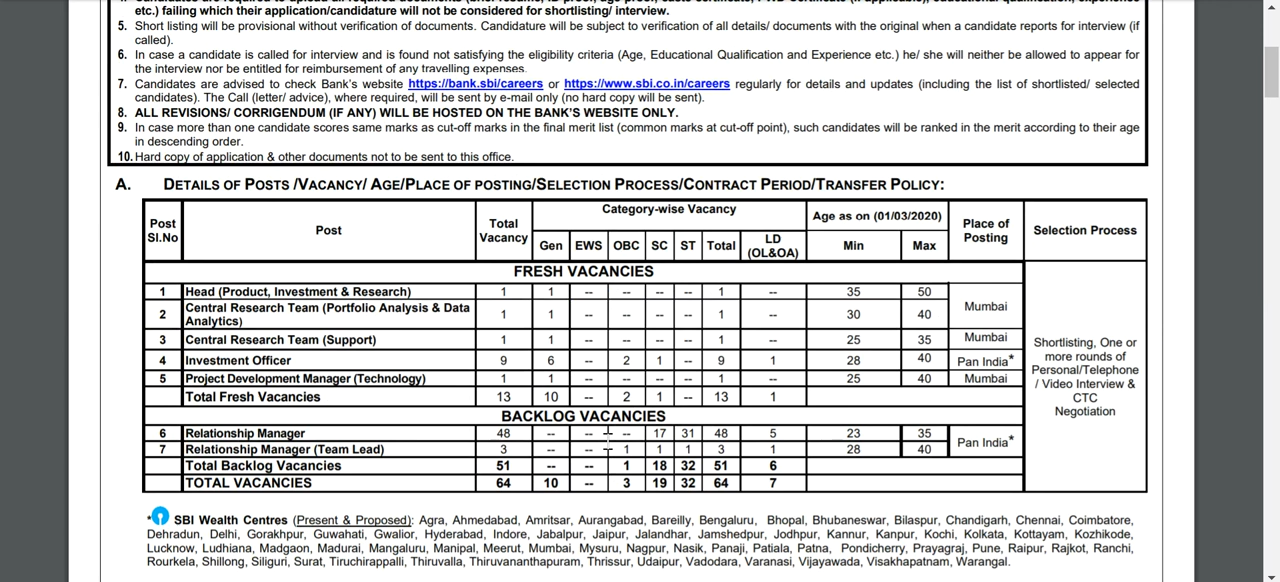 etc.) failing which their application/candidature will not be considered for shortlisting/ interview.
5. Short listing will be provisional without verification of documents. Candidature will be subject to verification of all details/ documents with the original when a candidate reports for interview (if
called).
6. In case a candidate is called for interview and is found not satisfying the eligibility criteria (Age, Educational Qualification and Experience etc.) he/ she will neither be allowed to appear for
the interview nor be entitled for reimbursement of any travelling expenses.
7. Candidates are advised to check Bank's website https://bank.sbi/careers or https://www.sbi.co.in/careers regularly for details and updates (including the list of shortlisted/ selected
candidates). The Call (letter/ advice), where required, will be sent by e-mail only (no hard copy will be sent).
8. ALL REVISIONS/ CORRIGENDUM (IF ANY) WILL BE HOSTED ON THE BANK'S WEBSITE ONLY.
9. In case more than one candidate scores same marks as cut-off marks in the final merit list (common marks at cut-off point), such candidates will be ranked in the merit according to their age
in descending order.
10. Hard copy of application & other documents not to be sent to this office.
A. DETAILS OF POSTS /VACANCY/ AGE/PLACE OF POSTING/SELECTION PROCESS/CONTRACT PERIOD/TRANSFER POLICY:
Post Sl.No Post Total Vacancy Category-wise Vacancy Age as on (01/03/2020) Place of Posting Selection Process
Gen EWS OBC SC ST Total LD (OL&OA) Min Max
FRESH VACANCIES
1 Head (Product, Investment & Research) 1 1 -- -- -- -- 1 -- 35 50
2 Central Research Team (Portfolio Analysis & Data Analytics) 1 1 -- -- -- -- 1 -- 30 40 Mumbai
3 Central Research Team (Support) 1 1 -- -- -- -- 1 -- 25 35 Mumbai
4 Investment Officer 9 6 -- 2 1 -- 9 1 28 40 Pan India*
5 Project Development Manager (Technology) 1 1 -- -- -- -- 1 -- 25 40 Mumbai
Total Fresh Vacancies 13 10 -- 2 1 -- 13 1
Shortlisting, One or
more rounds of
Personal/Telephone
/ Video Interview &
CTC
Negotiation
BACKLOG VACANCIES
6 Relationship Manager 48 -- -- -- 17 31 48 5 23 35 Pan India*
7 Relationship Manager (Team Lead) 3 -- -- 1 1 1 3 1 28 40
Total Backlog Vacancies 51 -- -- 1 18 32 51 6
TOTAL VACANCIES 64 10 -- 3 19 32 64 7
* SBI Wealth Centres (Present & Proposed): Agra, Ahmedabad, Amritsar, Aurangabad, Bareilly, Bengaluru, Bhopal, Bhubaneswar, Bilaspur, Chandigarh, Chennai, Coimbatore,
Dehradun, Delhi, Gorakhpur, Guwahati, Gwalior, Hyderabad, Indore, Jabalpur, Jaipur, Jalandhar, Jamshedpur, Jodhpur, Kannur, Kanpur, Kochi, Kolkata, Kottayam, Kozhikode,
Lucknow, Ludhiana, Madgaon, Madurai, Mangaluru, Manipal, Meerut, Mumbai, Mysuru, Nagpur, Nasik, Panaji, Patiala, Patna, Pondicherry, Prayagraj, Pune, Raipur, Rajkot, Ranchi,
Rourkela, Shillong, Siliguri, Surat, Tiruchirappalli, Thiruvalla, Thiruvananthapuram, Thrissur, Udaipur, Vadodara, Varanasi, Vijayawada, Visakhapatnam, Warangal.